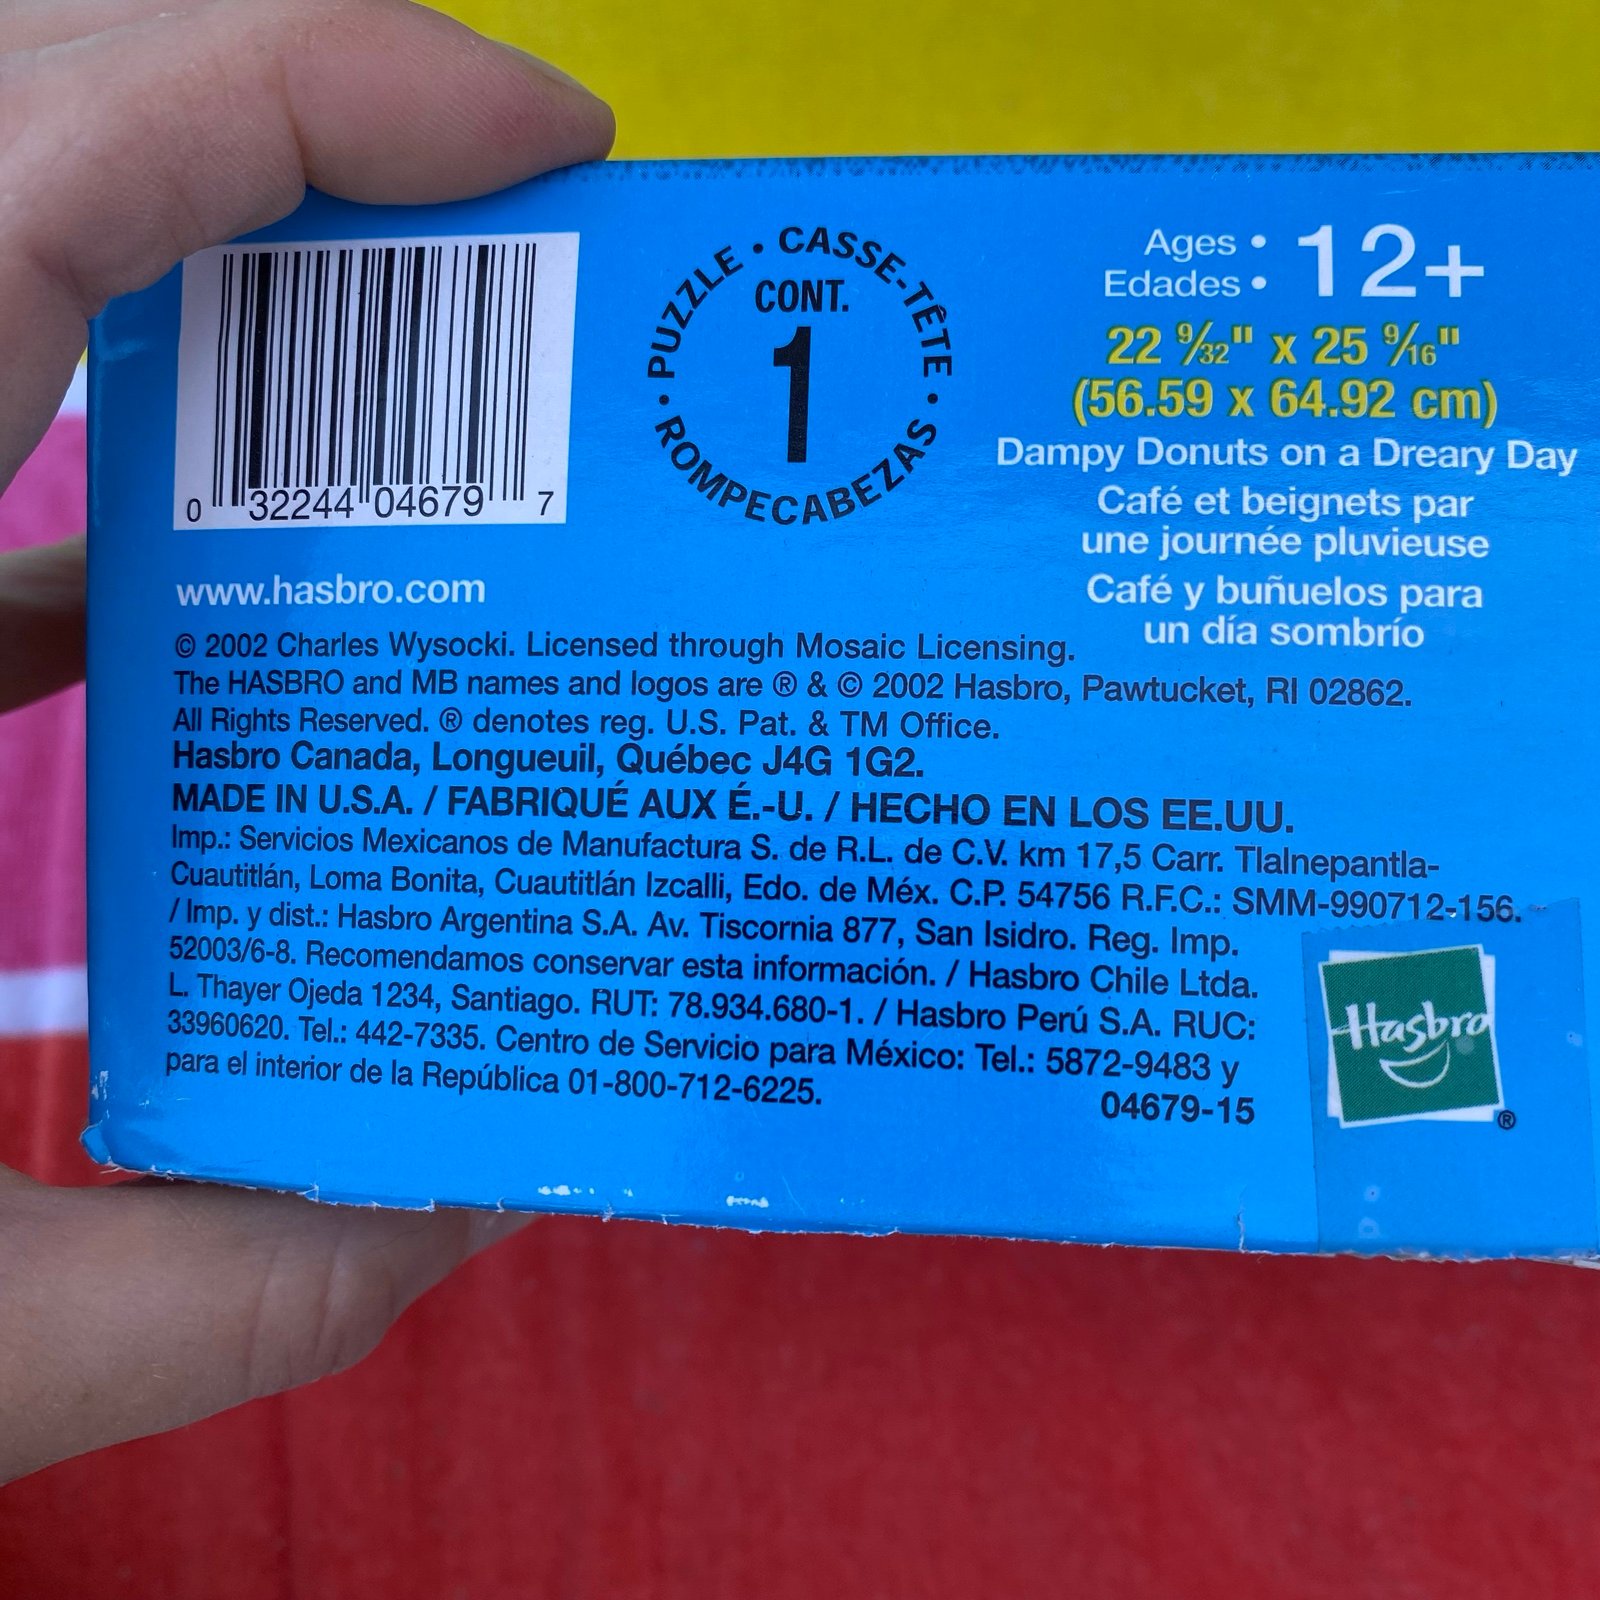 0 32244 04679 7
PUZZLE • CASSE-TÊTE • ROMPECABEZAS •
CONT.
1
Ages •
Edades •
12+
22 9/32" x 25 9/16"
(56.59 x 64.92 cm)
Dampy Donuts on a Dreary Day
Café et beignets par
une journée pluvieuse
Café y buñuelos para
un día sombrío
www.hasbro.com
© 2002 Charles Wysocki. Licensed through Mosaic Licensing.
The HASBRO and MB names and logos are ® & © 2002 Hasbro, Pawtucket, RI 02862.
All Rights Reserved. ® denotes reg. U.S. Pat. & TM Office.
Hasbro Canada, Longueuil, Québec J4G 1G2.
MADE IN U.S.A. / FABRIQUÉ AUX É.-U. / HECHO EN LOS EE.UU.
Imp.: Servicios Mexicanos de Manufactura S. de R.L. de C.V. km 17,5 Carr. Tlalnepantla-
Cuautitlán, Loma Bonita, Cuautitlán Izcalli, Edo. de Méx. C.P. 54756 R.F.C.: SMM-990712-156.
/ Imp. y dist.: Hasbro Argentina S.A. Av. Tiscornia 877, San Isidro. Reg. Imp.
52003/6-8. Recomendamos conservar esta información. / Hasbro Chile Ltda.
L. Thayer Ojeda 1234, Santiago. RUT: 78.934.680-1. / Hasbro Perú S.A. RUC:
33960620. Tel.: 442-7335. Centro de Servicio para México: Tel.: 5872-9483 y
para el interior de la República 01-800-712-6225.
04679-15
Hasbro
®